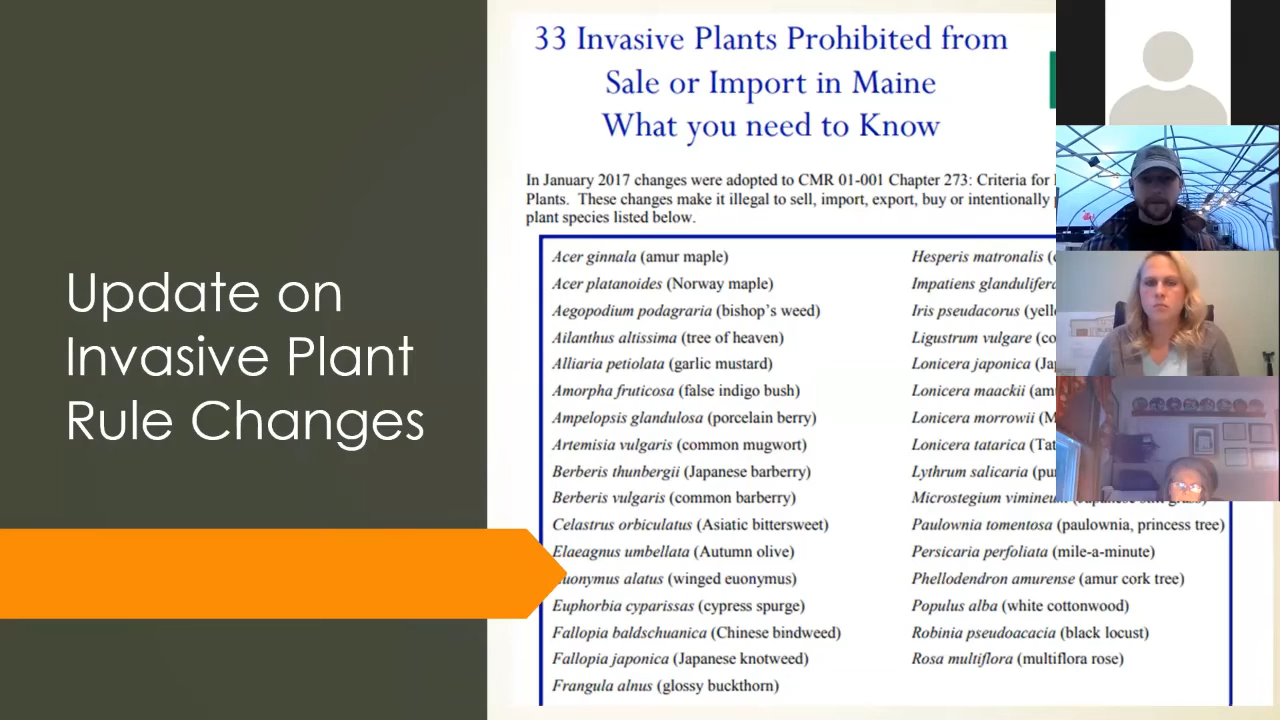 Update on
Invasive Plant
Rule Changes
33 Invasive Plants Prohibited from
Sale or Import in Maine
What you need to Know
In January 2017 changes were adopted to CMR 01-001 Chapter 273: Criteria for
Plants. These changes make it illegal to sell, import, export, buy or intentionally
plant species listed below.
Acer ginnala (amur maple)
Acer platanoides (Norway maple)
Aegopodium podagraria (bishop's weed)
Ailanthus altissima (tree of heaven)
Alliaria petiolata (garlic mustard)
Amorpha fruticosa (false indigo bush)
Ampelopsis glandulosa (porcelain berry)
Artemisia vulgaris (common mugwort)
Berberis thunbergii (Japanese barberry)
Berberis vulgaris (common barberry)
Celastrus orbiculatus (Asiatic bittersweet)
Elaeagnus umbellata (Autumn olive)
euonymus alatus (winged euonymus)
Euphorbia cyparissas (cypress spurge)
Fallopia baldschuanica (Chinese bindweed)
Fallopia japonica (Japanese knotweed)
Frangula alnus (glossy buckthorn)
Hesperis matronalis
Impatiens glandulifera
Iris pseudacorus (yel
Ligustrum vulgare (co
Lonicera japonica (Ja
Lonicera maackii (am
Lonicera morrowii (M
Lonicera tatarica (Tat
Lythrum salicaria (pu
Microstegium
Paulownia tomentosa (paulownia, princess tree)
Persicaria perfoliata (mile-a-minute)
Phellodendron amurense (amur cork tree)
Populus alba (white cottonwood)
Robinia pseudoacacia (black locust)
Rosa multiflora (multiflora rose)